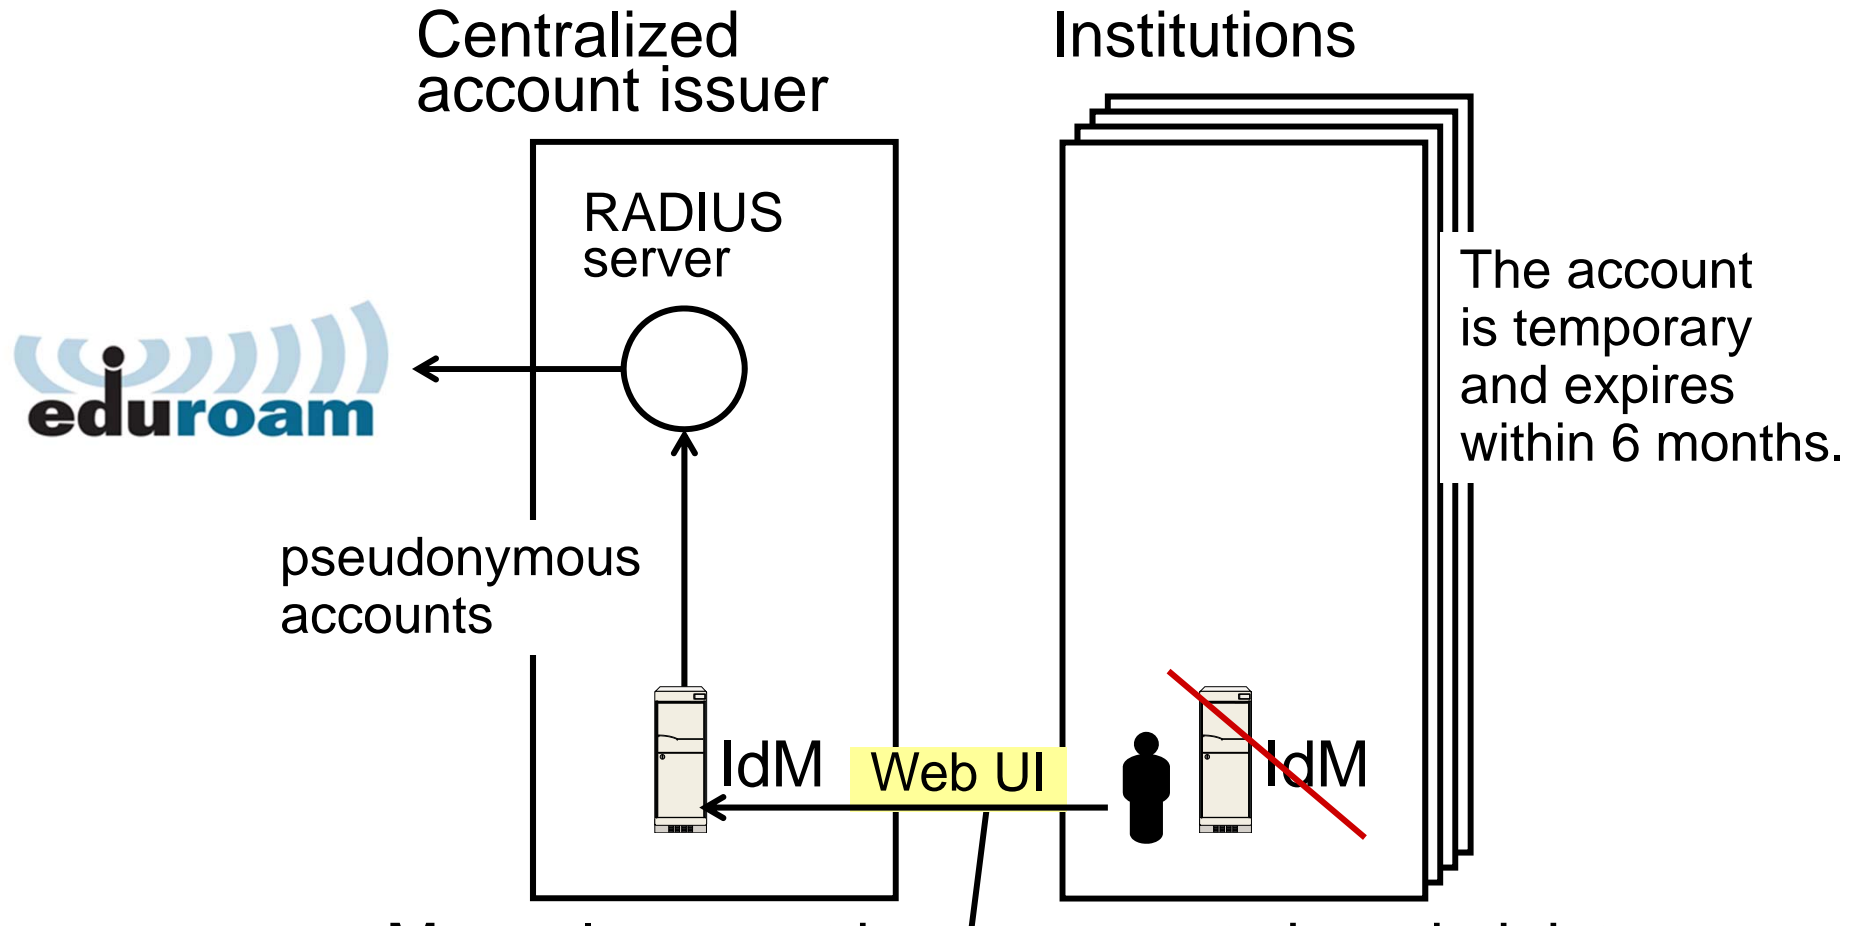 Centralized
account issuer
Institutions
RADIUS
server
eduroam
The account
is temporary
and expires
within 6 months.
pseudonymous
accounts
IdM
Web UI
IdM